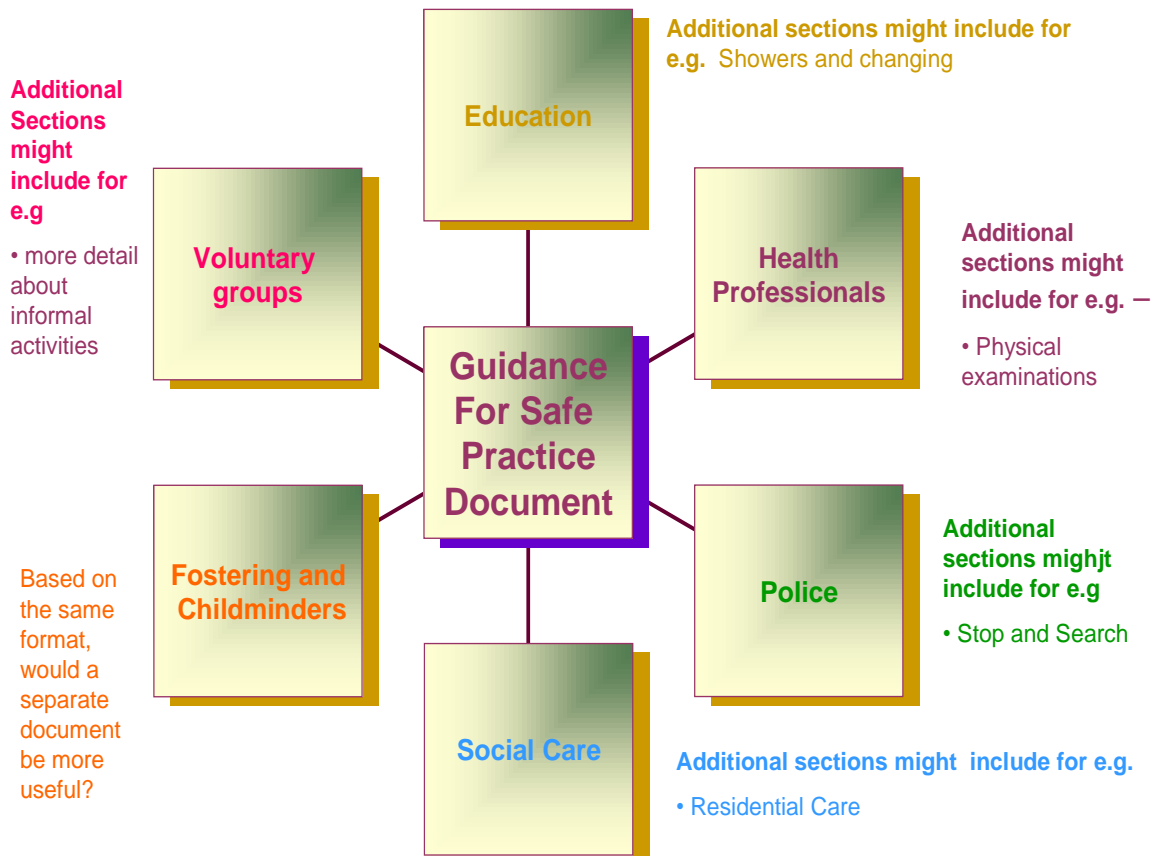 Education
Additional sections might include for
e.g.  Showers and changing
Additional
Sections
might
include for
e.g
• more detail
about
informal
activities
Voluntary
groups
Health
Professionals
Additional
sections might
include for e.g. –
• Physical
examinations
Guidance
For Safe
Practice
Document
Based on
the same
format,
would a
separate
document
be more
useful?
Fostering and
Childminders
Police
Additional
sections mighjt
include for e.g
• Stop and Search
Social Care
Additional sections might  include for e.g.
• Residential Care